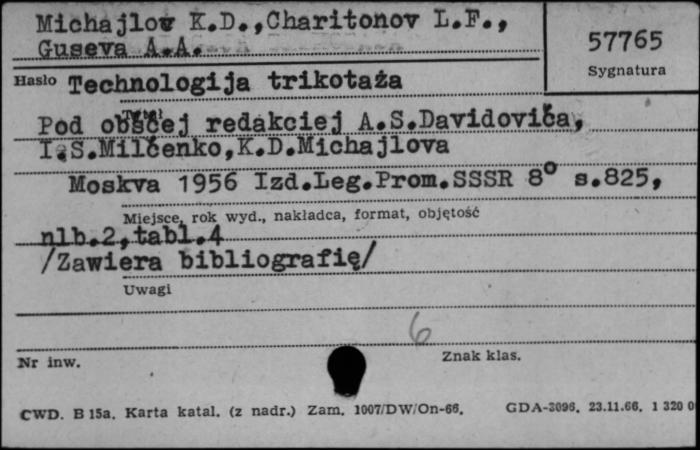 Michajlov K.D.,Charitonov L.F.,
Guseva A.A.
57765
Sygnatura
Hasło Technologija trikotaża
Pod obščej redakciej A.S.Davidoviča,
I.S.Milčenko,K.D.Michajlova
Moskva 1956 Izd.Leg.Prom.SSSR 8° s.825,
Miejsce, rok wyd., nakładca, format, objętość
nlb.2,tabl.4
/Zawiera bibliografię/
Uwagi
6
Nr inw.
Znak klas.
CWD. B 15a. Karta katal. (z nadr.) Zam. 1007/DW/On-66. GDA-3096. 23.11.66. 1 320 0